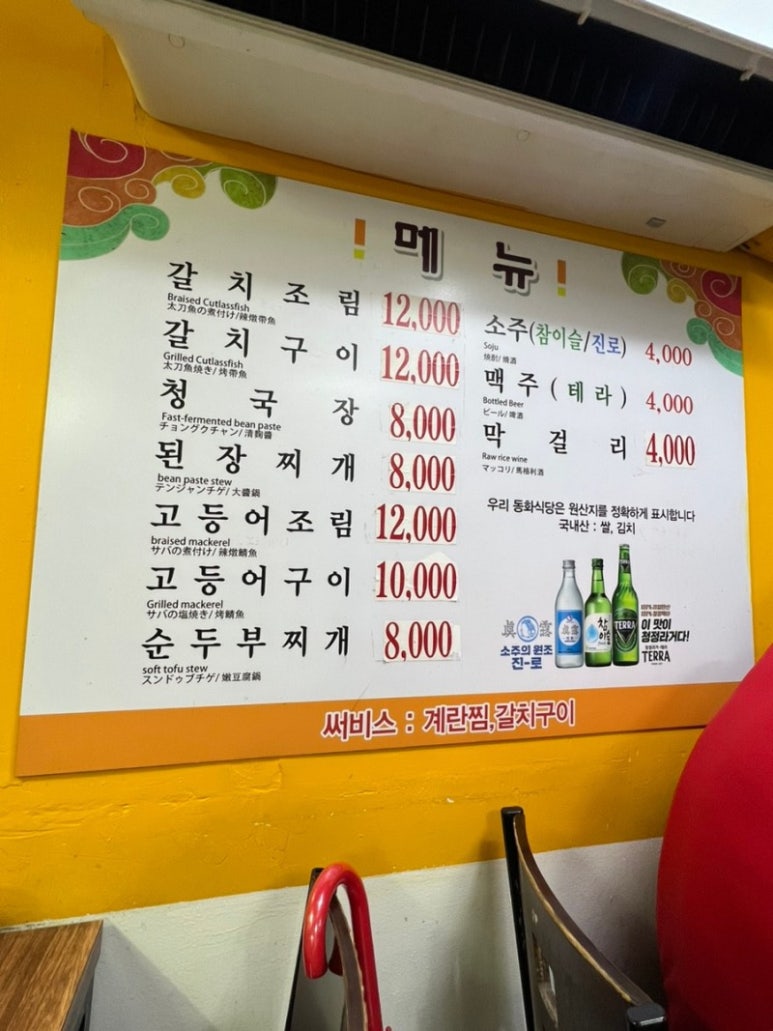 ! 메 뉴 !
갈치조림 12,000
Braised Cutlassfish
太刀魚の煮付け/辣燉帶魚
갈치구이 12,000
Grilled Cutlassfish
太刀魚焼き/烤帶魚
청국장 8,000
Fast-fermented bean paste
チョングクチャン/清麴醬
된장찌개 8,000
bean paste stew
テンジャンチゲ/大醬鍋
고등어조림 12,000
braised mackerel
サバの煮付け/辣燉鯖魚
고등어구이 10,000
Grilled mackerel
サバの塩焼き/烤鯖魚
순두부찌개 8,000
soft tofu stew
スンドゥブチゲ/嫩豆腐鍋
소주(참이슬/진로) 4,000
Soju
焼酎/燒酒
맥주(테라) 4,000
Bottled Beer
ビール/啤酒
막걸리 4,000
Raw rice wine
マッコリ/馬格利酒
우리 동화식당은 원산지를 정확하게 표시합니다
국내산 : 쌀, 김치
眞露
소주의 원조
진-로
참이슬
TERRA
이 맛이
청정라거다!
TERRA
써비스 : 계란찜,갈치구이